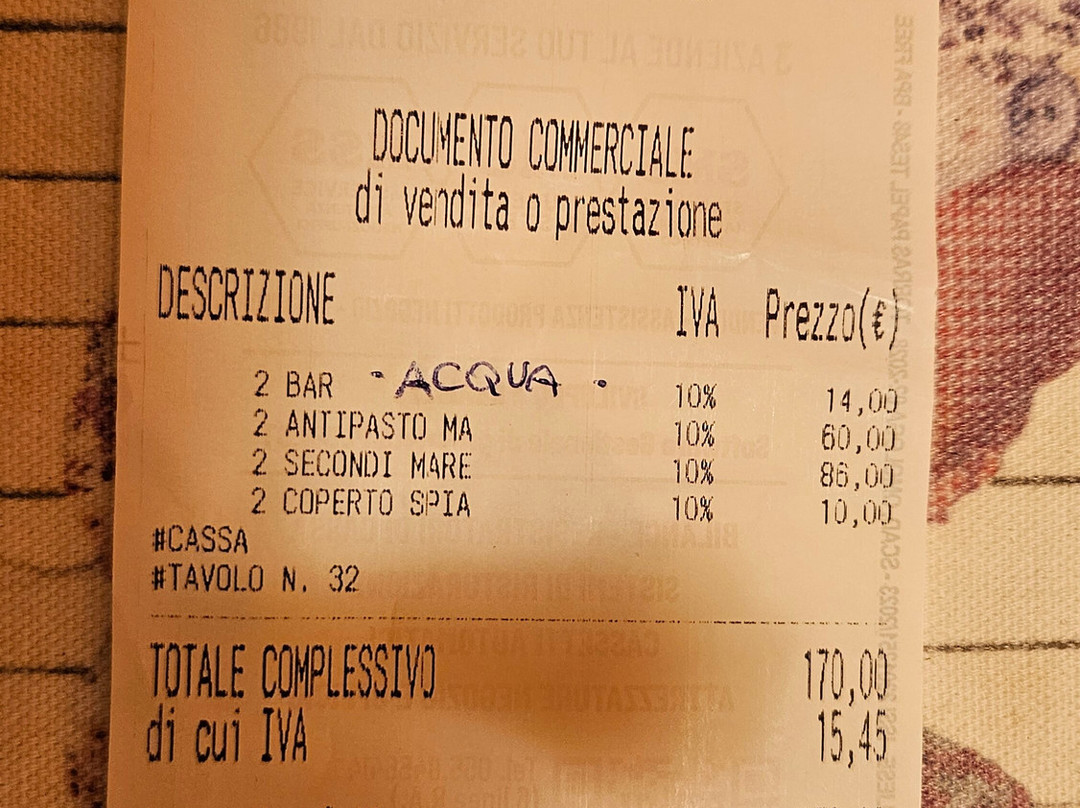 DOCUMENTO COMMERCIALE
di vendita o prestazione
DESCRIZIONE IVA Prezzo(€)
2 BAR - ACQUA - 10% 14,00
2 ANTIPASTO MA 10% 60,00
2 SECONDI MARE 10% 86,00
2 COPERTO SPIA 10% 10,00
#CASSA
#TAVOLO N. 32
TOTALE COMPLESSIVO 170,00
di cui IVA 15,45